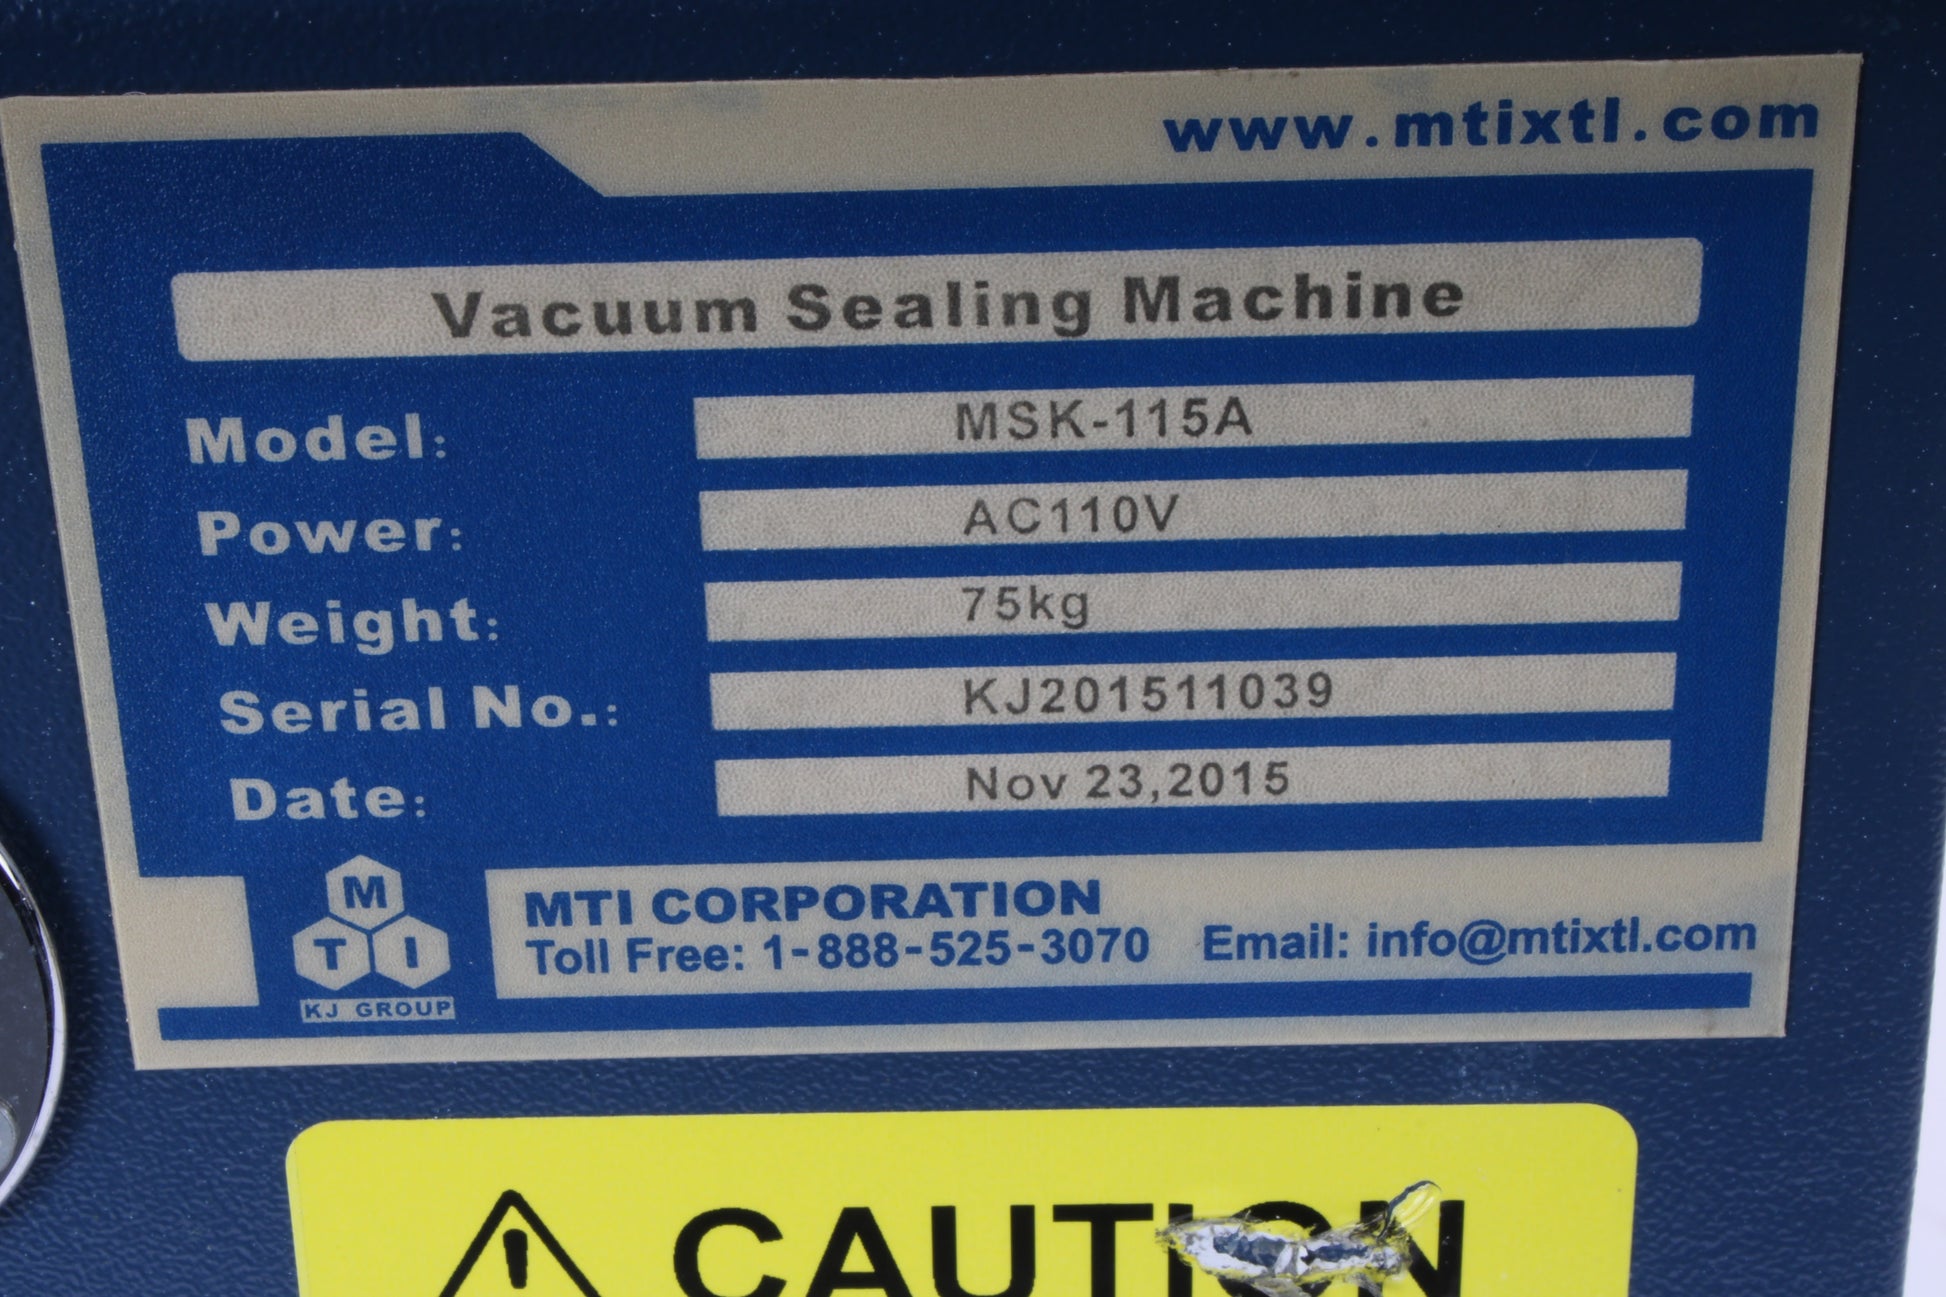 www.mtixtl.com
Vacuum Sealing Machine
Model: MSK-115A
Power: AC110V
Weight: 75kg
Serial No.: KJ201511039
Date: Nov 23,2015
M
T I
KJ GROUP
MTI CORPORATION
Toll Free: 1-888-525-3070 Email: info@mtixtl.com
CAUTION